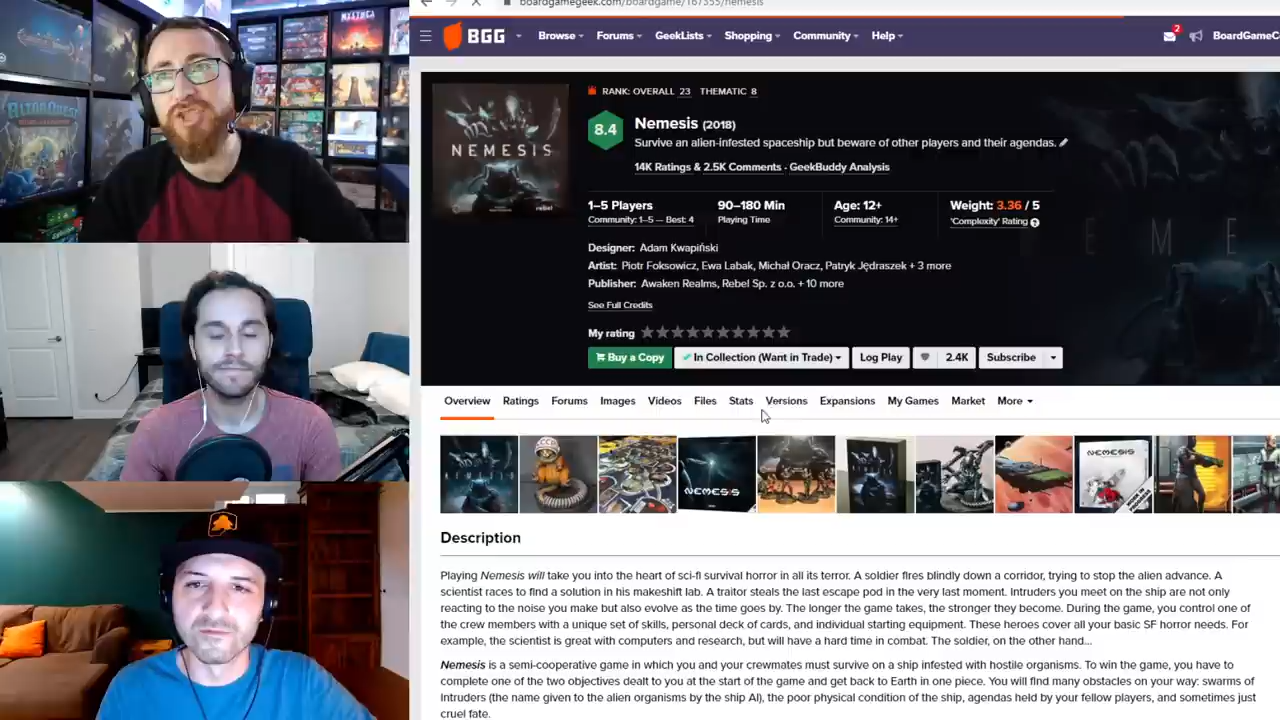 boardgamegeek.com/boardgame/167355/nemesis
BGG Browse Forums GeekLists Shopping Community Help 2 BoardGameCo
RANK: OVERALL 23 THEMATIC 8
8.4 Nemesis (2018)
Survive an alien-infested spaceship but beware of other players and their agendas.
14K Ratings & 2.5K Comments · GeekBuddy Analysis
1–5 Players 90–180 Min Age: 12+ Weight: 3.36 / 5
Community: 1–5 — Best: 4 Playing Time Community: 14+ 'Complexity' Rating
Designer: Adam Kwapiński
Artist: Piotr Foksowicz, Ewa Labak, Michał Oracz, Patryk Jędraszek + 3 more
Publisher: Awaken Realms, Rebel Sp. z o.o. + 10 more
See Full Credits
My rating
Buy a Copy In Collection (Want in Trade) Log Play 2.4K Subscribe
Overview Ratings Forums Images Videos Files Stats Versions Expansions My Games Market More
NEMESIS
rebel
E M E
NEMESIS
NEMESIS
Description
Playing Nemesis will take you into the heart of sci-fi survival horror in all its terror. A soldier fires blindly down a corridor, trying to stop the alien advance. A
scientist races to find a solution in his makeshift lab. A traitor steals the last escape pod in the very last moment. Intruders you meet on the ship are not only
reacting to the noise you make but also evolve as the time goes by. The longer the game takes, the stronger they become. During the game, you control one of
the crew members with a unique set of skills, personal deck of cards, and individual starting equipment. These heroes cover all your basic SF horror needs. For
example, the scientist is great with computers and research, but will have a hard time in combat. The soldier, on the other hand...
Nemesis is a semi-cooperative game in which you and your crewmates must survive on a ship infested with hostile organisms. To win the game, you have to
complete one of the two objectives dealt to you at the start of the game and get back to Earth in one piece. You will find many obstacles on your way: swarms of
Intruders (the name given to the alien organisms by the ship AI), the poor physical condition of the ship, agendas held by your fellow players, and sometimes just
cruel fate.
ALTAR QUEST